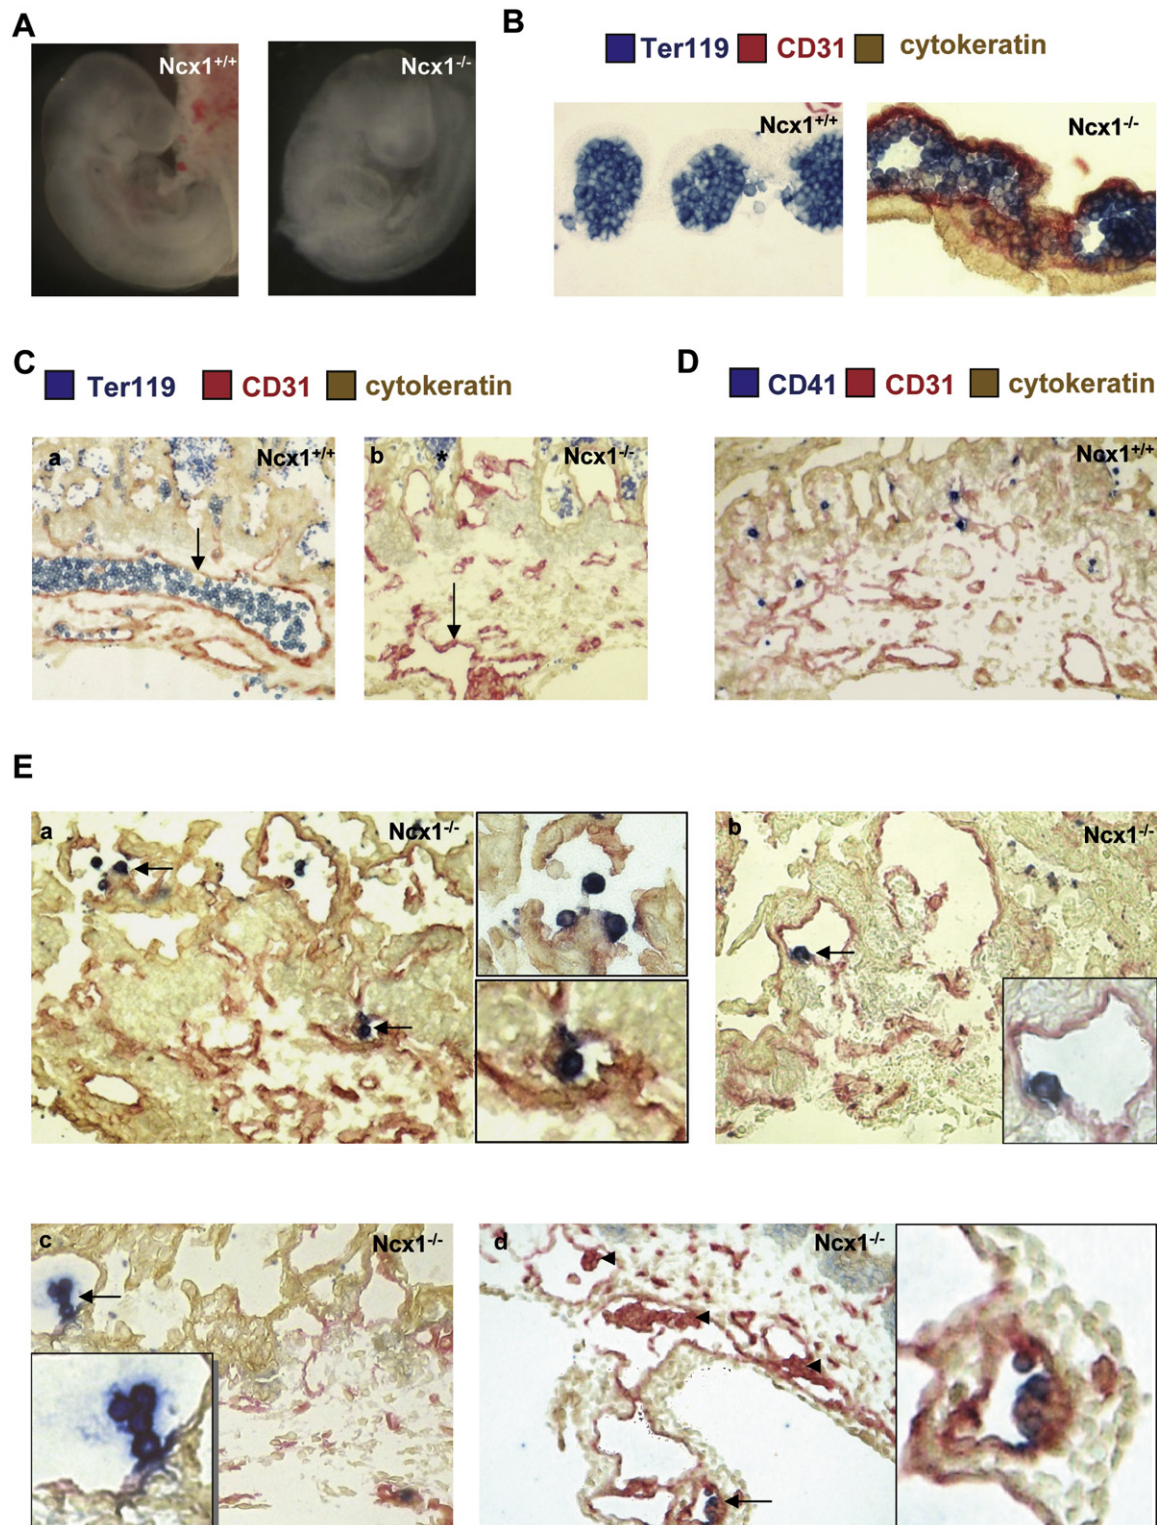 A
Ncx1+/+
Ncx1-/-
B
Ter119 CD31 cytokeratin
Ncx1+/+
Ncx1-/-
C
Ter119 CD31 cytokeratin
a
Ncx1+/+
b
*
Ncx1-/-
D
CD41 CD31 cytokeratin
Ncx1+/+
E
a
Ncx1-/-
b
Ncx1-/-
c
Ncx1-/-
d
Ncx1-/-